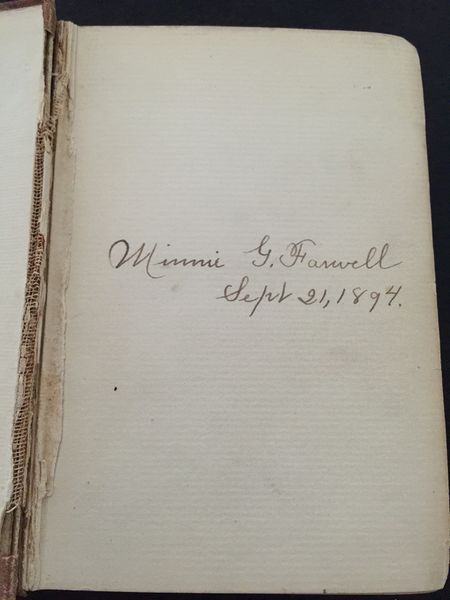 Minnie G. Farwell
Sept 21, 1894.